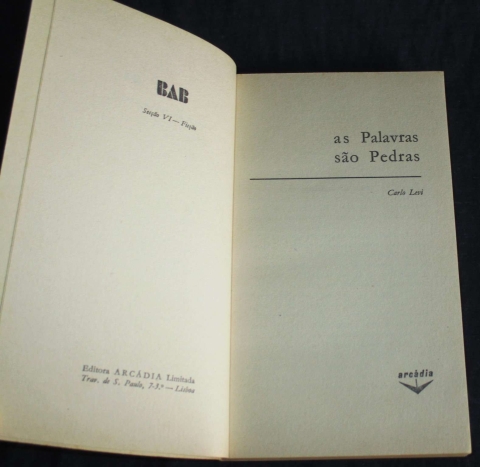 BAB
Secção VI — Ficção
Editora ARCÁDIA Limitada
Trav. de S. Paulo, 7-3.º — Lisboa
as Palavras
são Pedras
Carlo Levi
arcádia